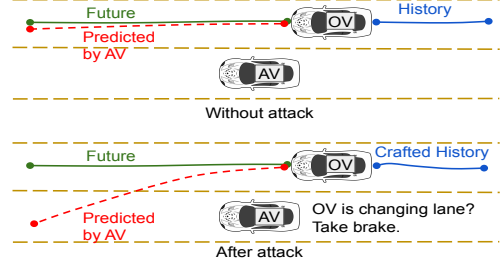 Future
History
OV
Predicted
by AV
AV
Without attack
Future
Crafted History
OV
Predicted
by AV
AV
OV is changing lane?
Take brake.
After attack